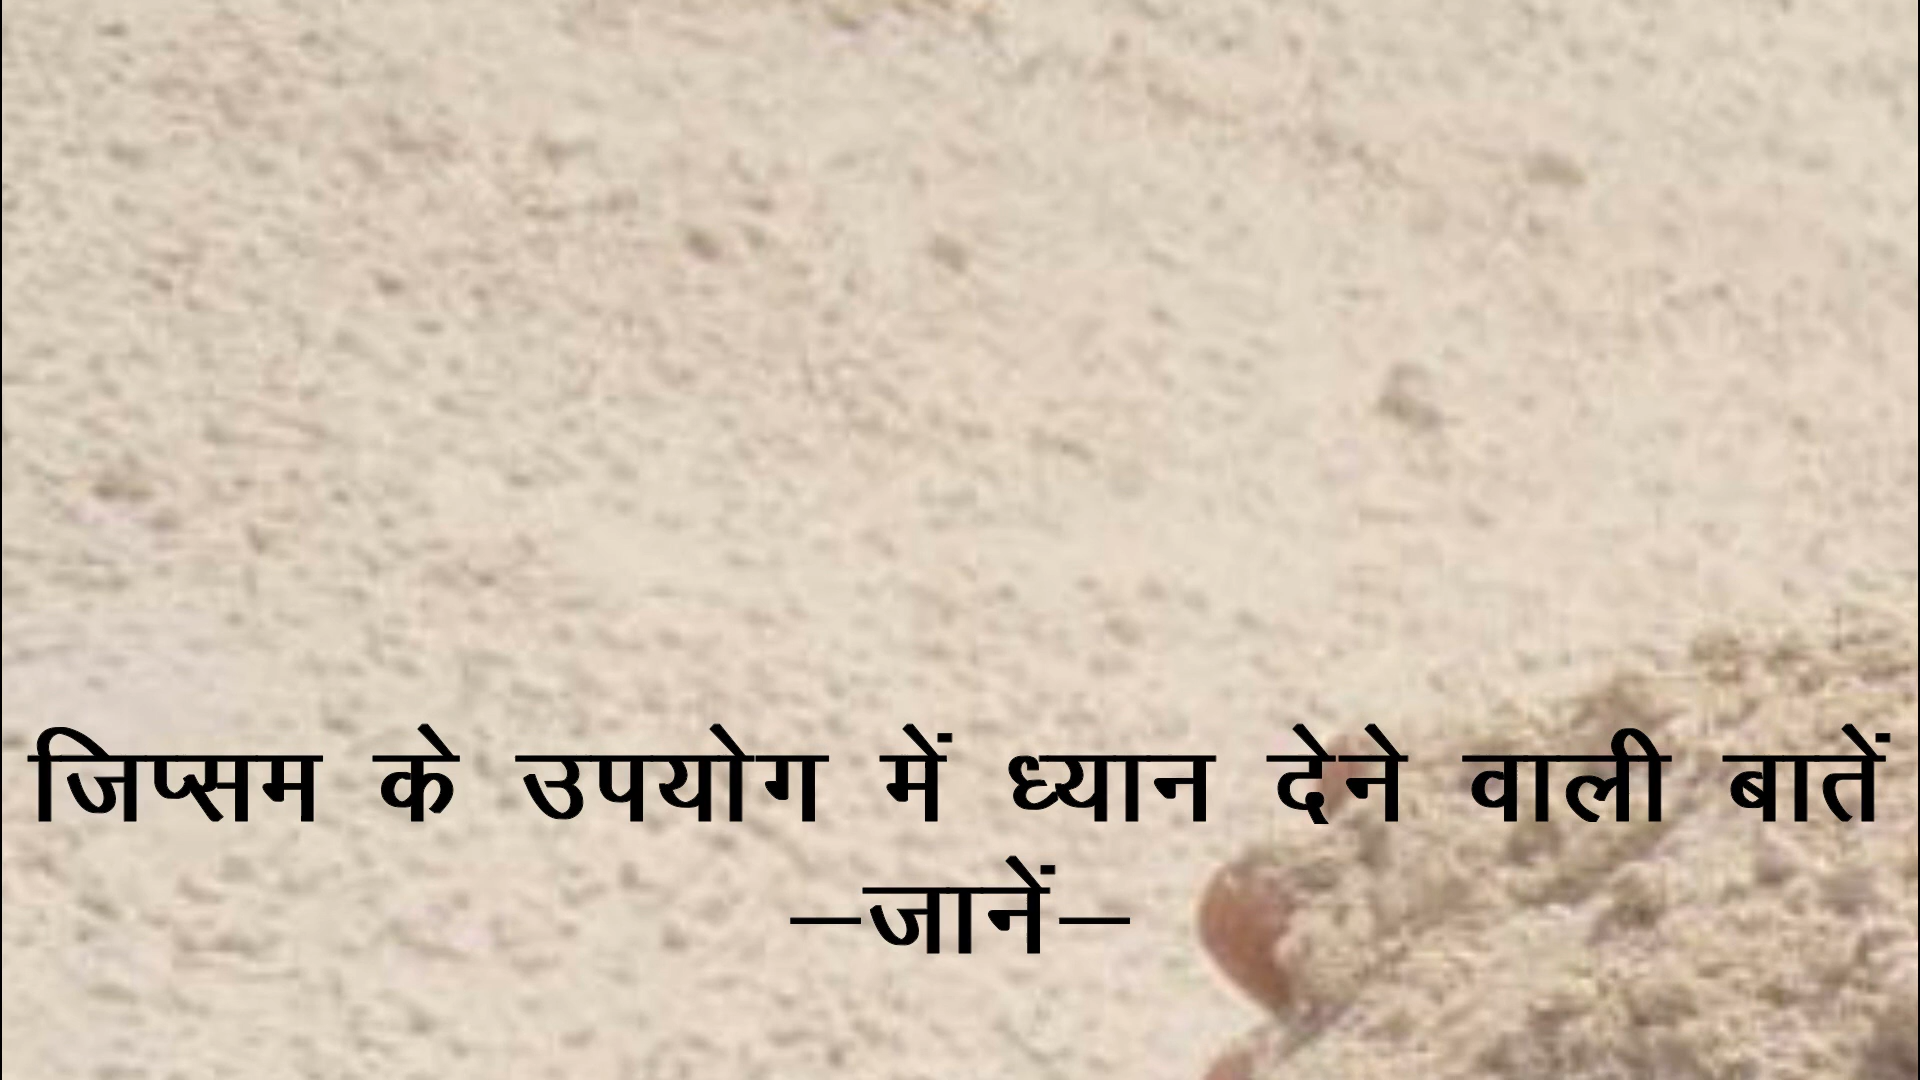 जिप्सम के उपयोग में ध्यान देने वाली बातें
—जानें—